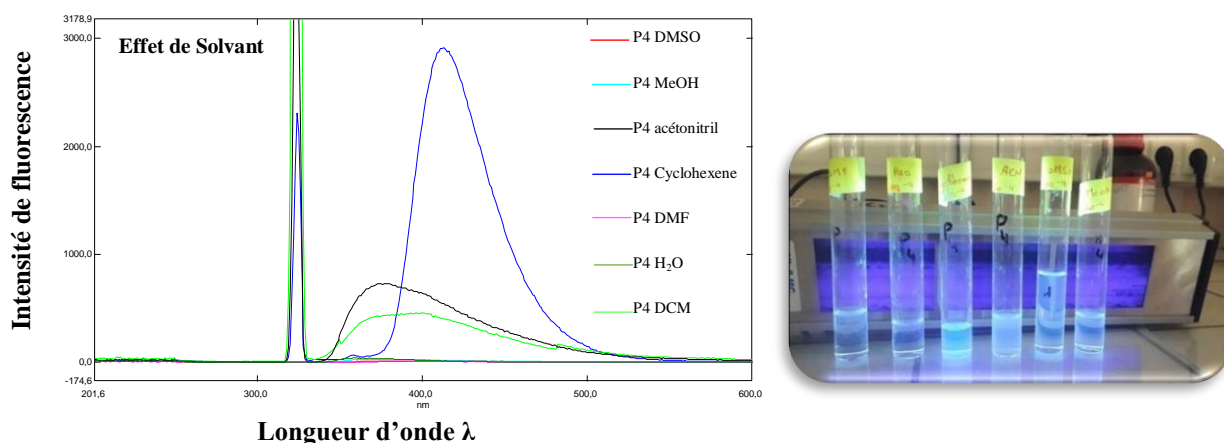 Effet de Solvant
Intensité de fluorescence
3178,9
3000,0
2000,0
1000,0
0,0
-174,6
201,6
300,0
400,0
500,0
600,0
nm
Longueur d’onde λ
P4 DMSO
P4 MeOH
P4 acétonitril
P4 Cyclohexene
P4 DMF
P4 H₂O
P4 DCM
P4
ACN
P
4
DMSO